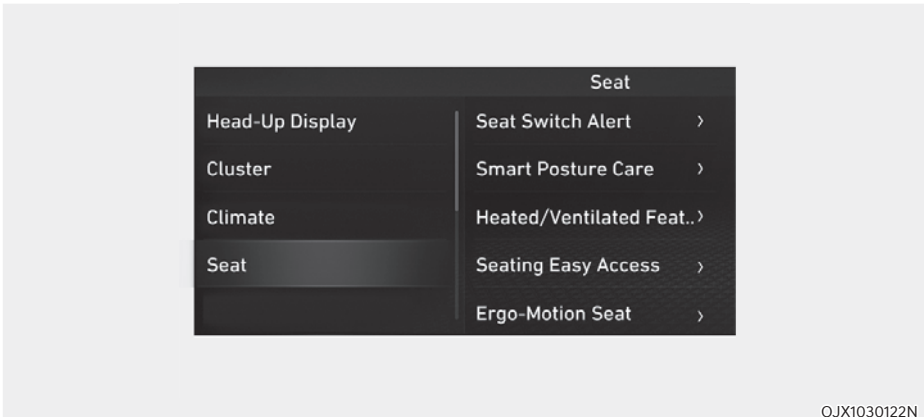 Seat
Head-Up Display
Cluster
Climate
Seat
Seat Switch Alert >
Smart Posture Care >
Heated/Ventilated Feat..>
Seating Easy Access >
Ergo-Motion Seat >
OJX1030122N